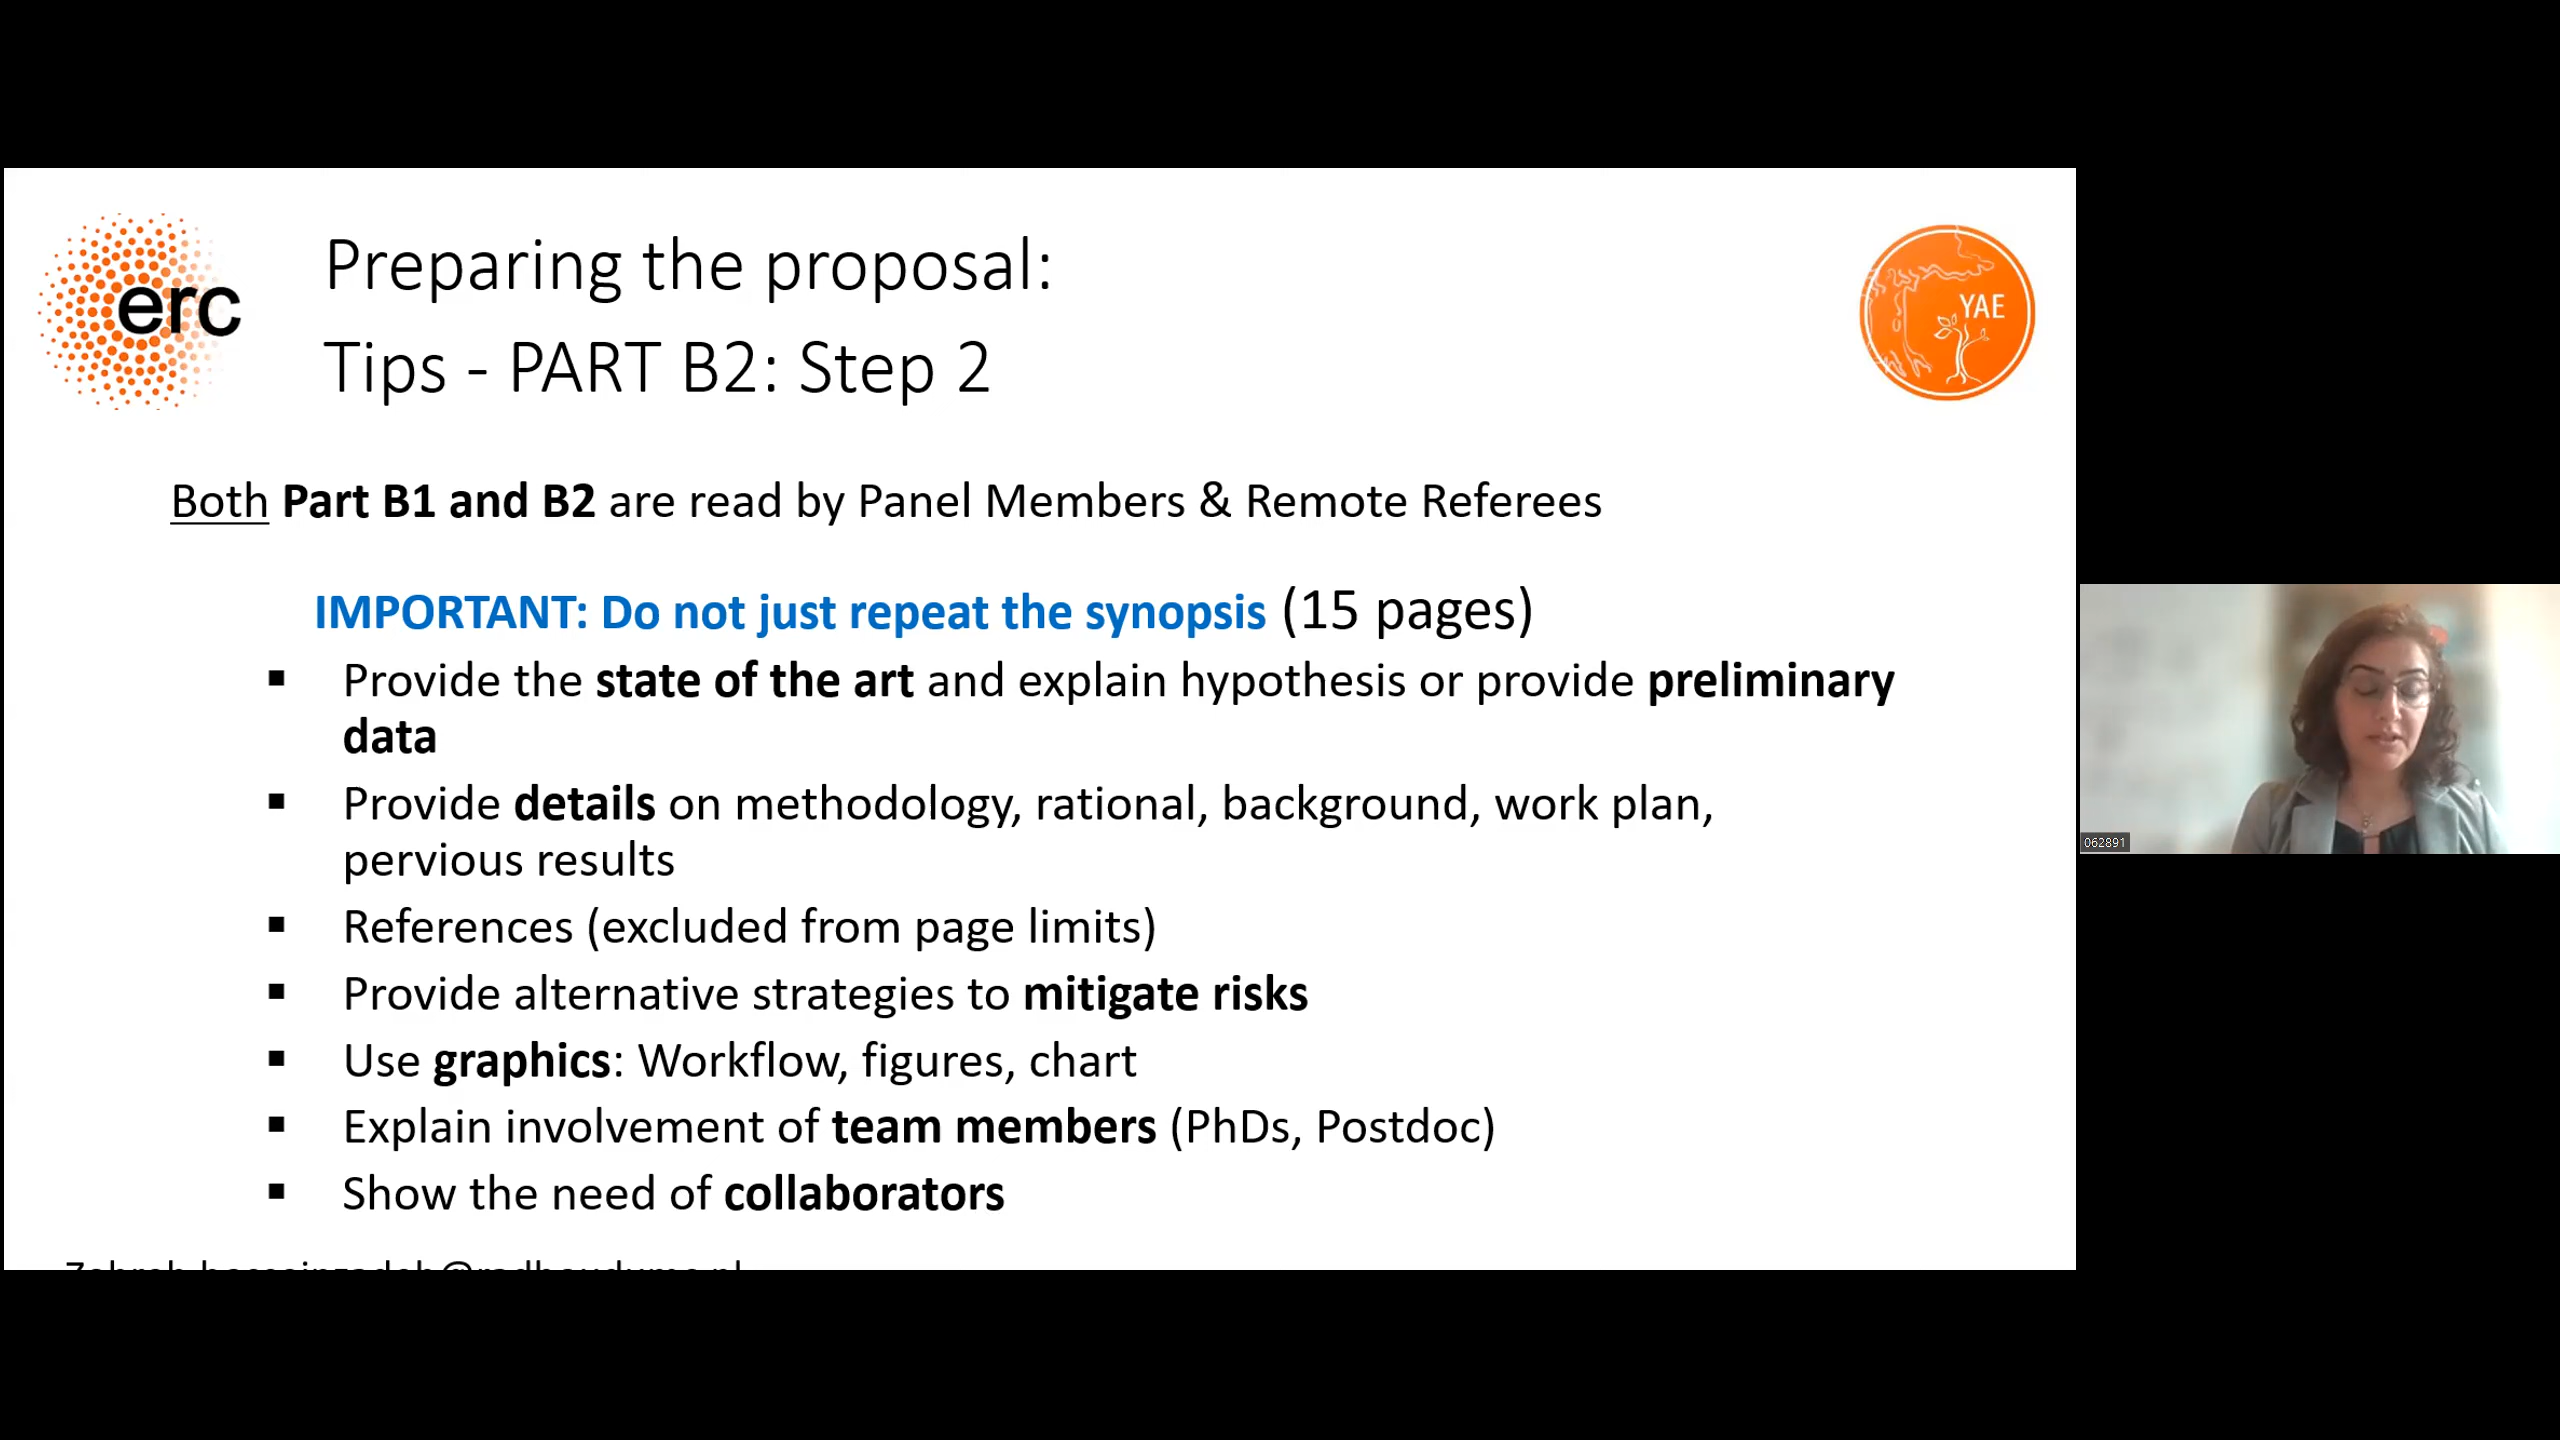 erc
Preparing the proposal:
Tips - PART B2: Step 2
YAE
Both Part B1 and B2 are read by Panel Members & Remote Referees
IMPORTANT: Do not just repeat the synopsis (15 pages)
▪ Provide the state of the art and explain hypothesis or provide preliminary
data
▪ Provide details on methodology, rational, background, work plan,
pervious results
▪ References (excluded from page limits)
▪ Provide alternative strategies to mitigate risks
▪ Use graphics: Workflow, figures, chart
▪ Explain involvement of team members (PhDs, Postdoc)
▪ Show the need of collaborators
062891